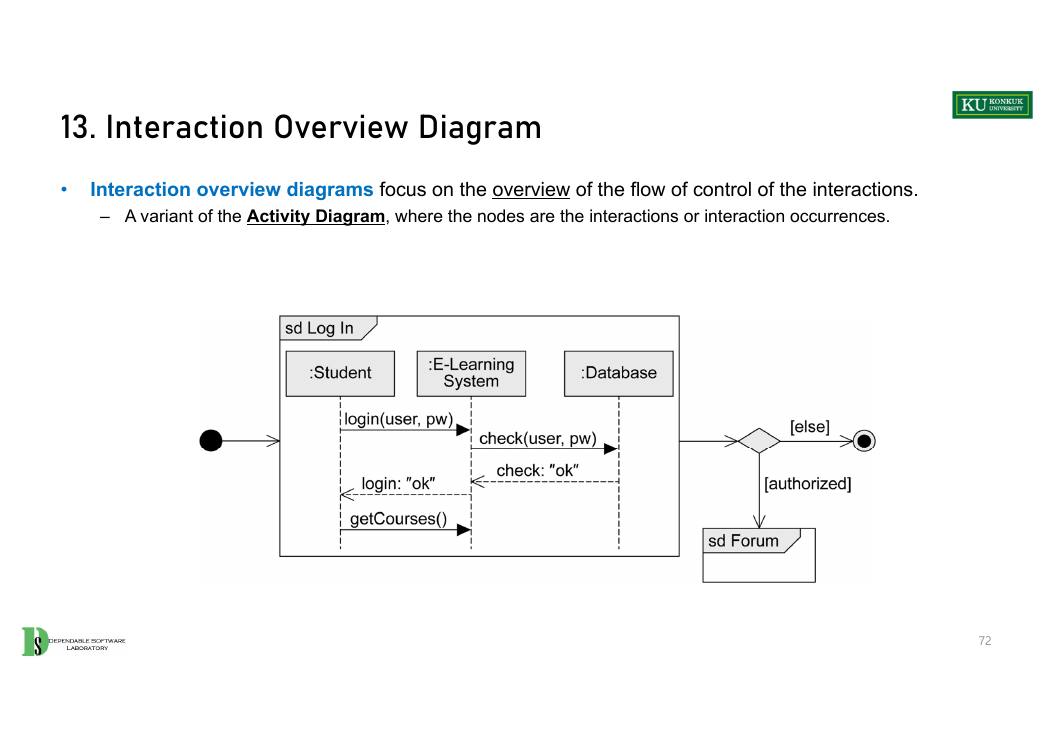 KU KONKUK
UNIVERSITY
13. Interaction Overview Diagram
• Interaction overview diagrams focus on the overview of the flow of control of the interactions.
– A variant of the Activity Diagram, where the nodes are the interactions or interaction occurrences.
sd Log In
:Student
:E-Learning
System
:Database
login(user, pw)
check(user, pw)
check: "ok"
login: "ok"
getCourses()
[else]
[authorized]
sd Forum
DS DEPENDABLE SOFTWARE
LABORATORY
72